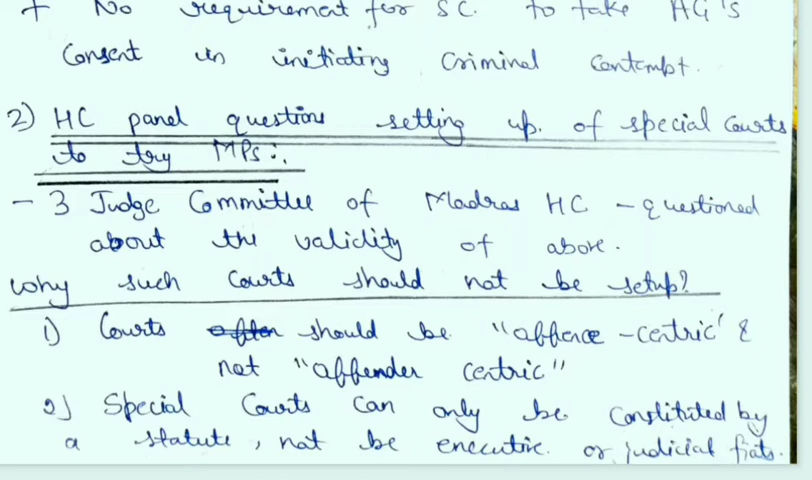 + No requirement for SC. to take AG's
Consent in initiating Criminal Contempt.
2) HC panel questions setting up. of special Courts
to try MPs :.
- 3 Judge Committee of Madras HC - questioned
about the validity of above.
Why such Courts should not be setup?
1) Courts should be "offence - centric' &
not "offender centric"
2) Special Courts can only be Constituted by
a statute, not be executive. or judicial fiats.